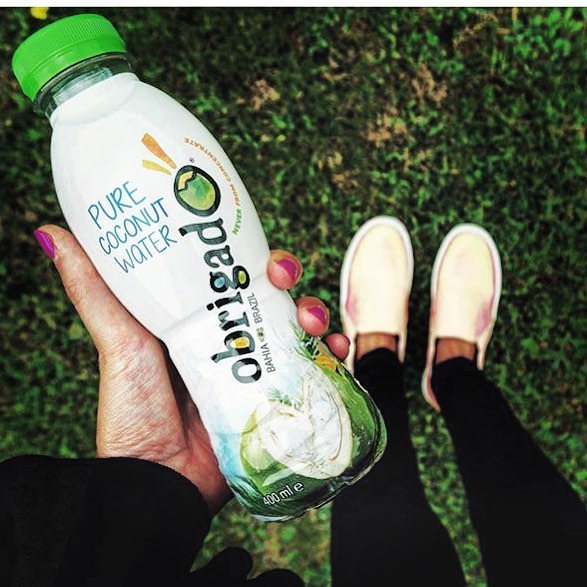 PURE
COCONUT
WATER
NEVER FROM CONCENTRATE
obrigadO®
BAHIA BRAZIL
400 ml e